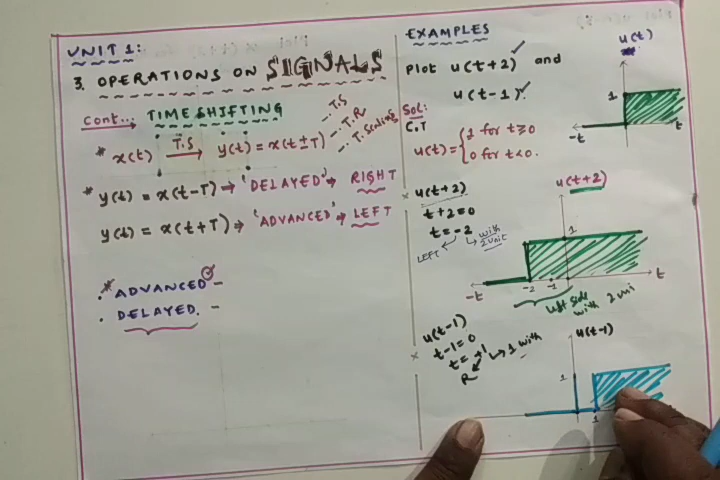 UNIT 1:
3. OPERATIONS ON SIGNALS
cont... TIME SHIFTING
- T.S
- T.R
- T. Scaling
* x(t) T.S → y(t) = x(t±T)
* y(t) = x(t-T) → 'DELAYED' → RIGHT
y(t) = x(t+T) → 'ADVANCED' → LEFT
* ADVANCED -
. DELAYED. -
EXAMPLES
Plot u(t+2) ✓ and
u(t-1) ✓
Sol:
C.T
u(t) = { 1 for t≥0
0 for t<0.
u(t)
1
-t t
× u(t+2)
t+2=0
t=-2
LEFT ↙ ↳ with
2 unit
u(t+2)
1
-t -2 -1 t
left side
with 2 uni
× u(t-1)
t-1=0
t=+1 ↳ 1 with
R
u(t-1)
1
1